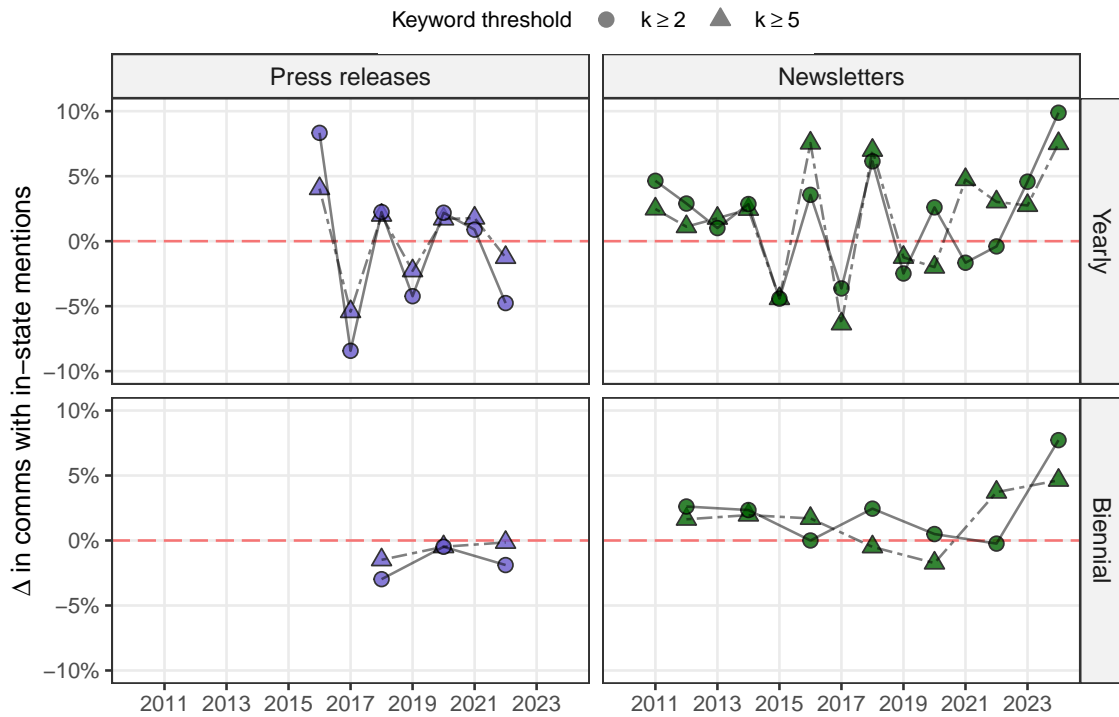 Keyword threshold k ≥ 2 k ≥ 5
Press releases
Newsletters
Δ in comms with in−state mentions
10%
5%
0%
−5%
−10%
Yearly
10%
5%
0%
−5%
−10%
Biennial
2011 2013 2015 2017 2019 2021 2023
2011 2013 2015 2017 2019 2021 2023